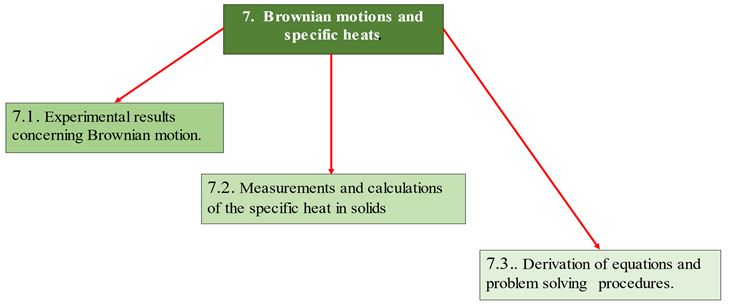 7. Brownian motions and
specific heats.
7.1. Experimental results
concerning Brownian motion.
7.2. Measurements and calculations
of the specific heat in solids
7.3.. Derivation of equations and
problem solving procedures.